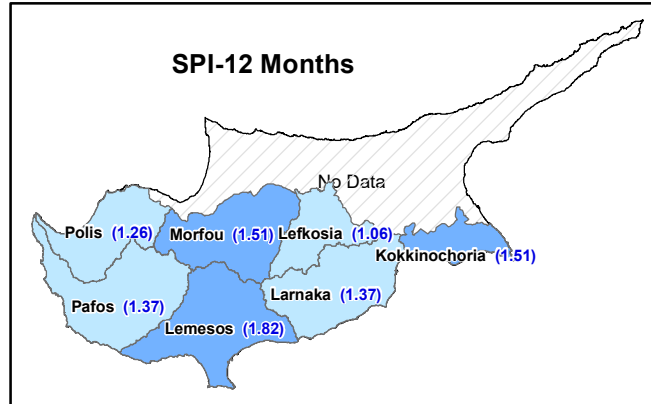 SPI-12 Months
No Data
Polis (1.26)
Morfou (1.51)
Lefkosia (1.06)
Kokkinochoria (1.51)
Pafos (1.37)
Larnaka (1.37)
Lemesos (1.82)